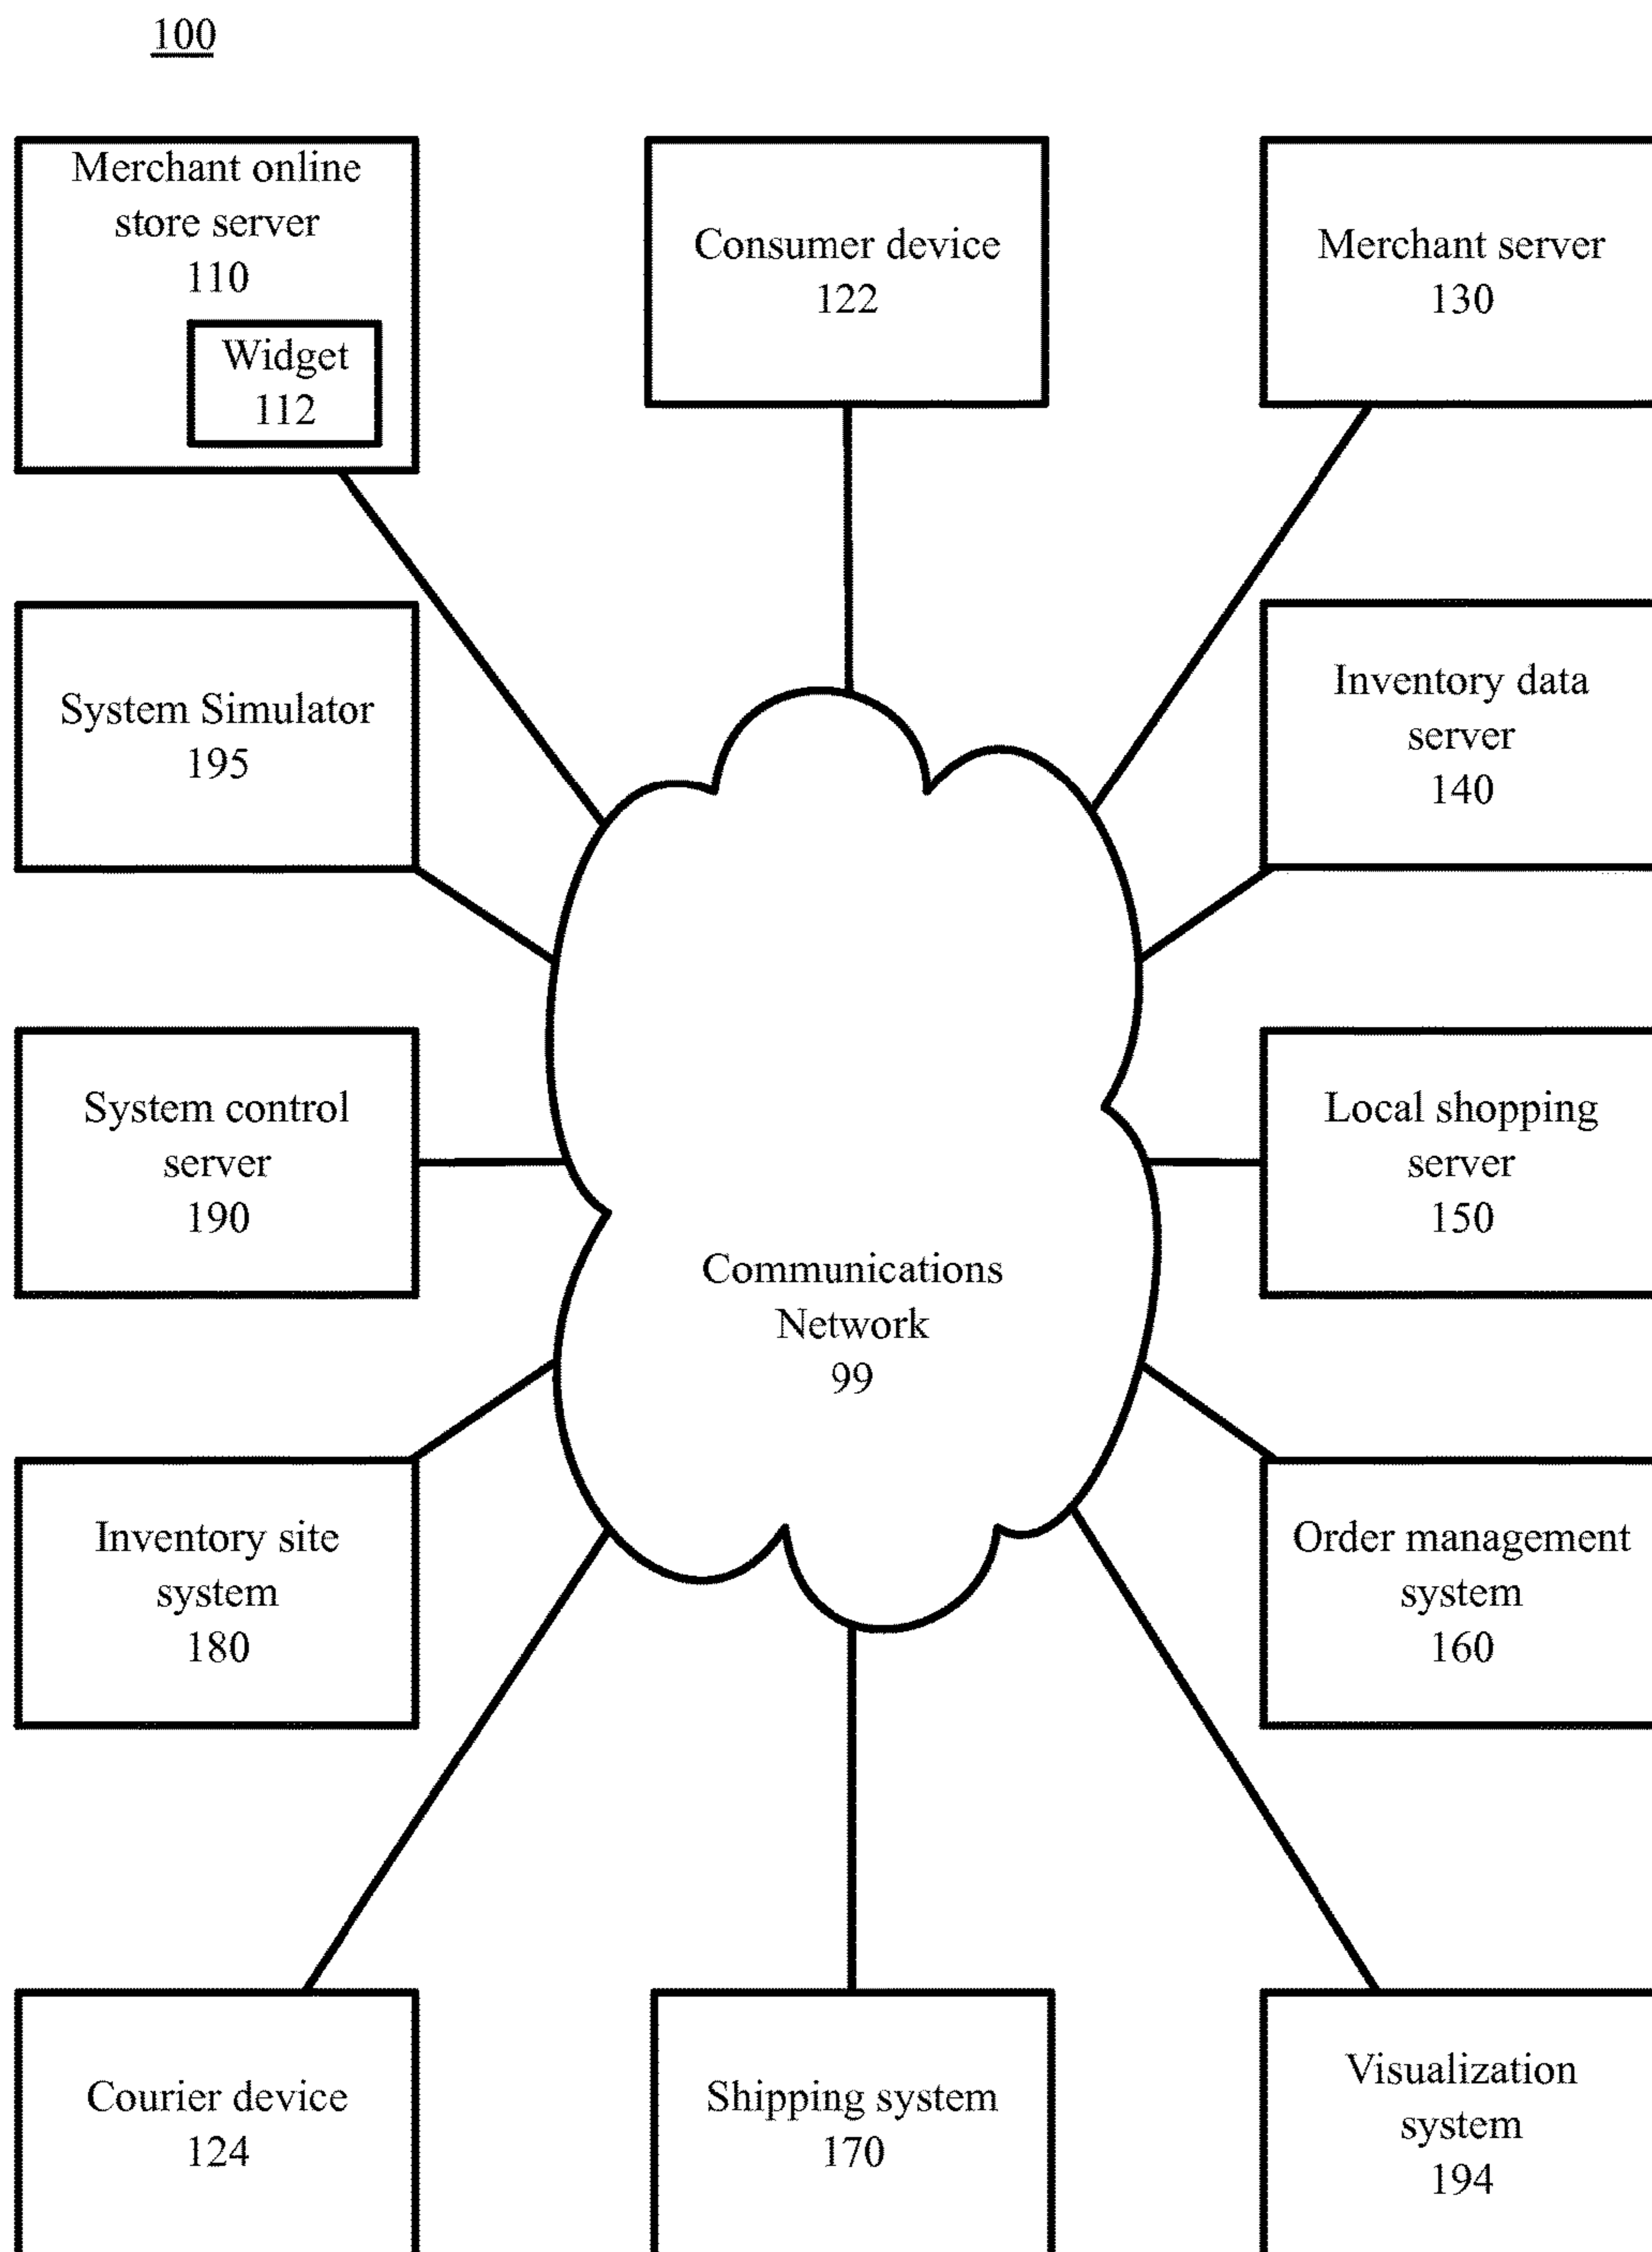 100
Merchant online
store server
110
Widget
112
Consumer device
122
Merchant server
130
System Simulator
195
Inventory data
server
140
System control
server
190
Local shopping
server
150
Communications
Network
99
Inventory site
system
180
Order management
system
160
Courier device
124
Shipping system
170
Visualization
system
194